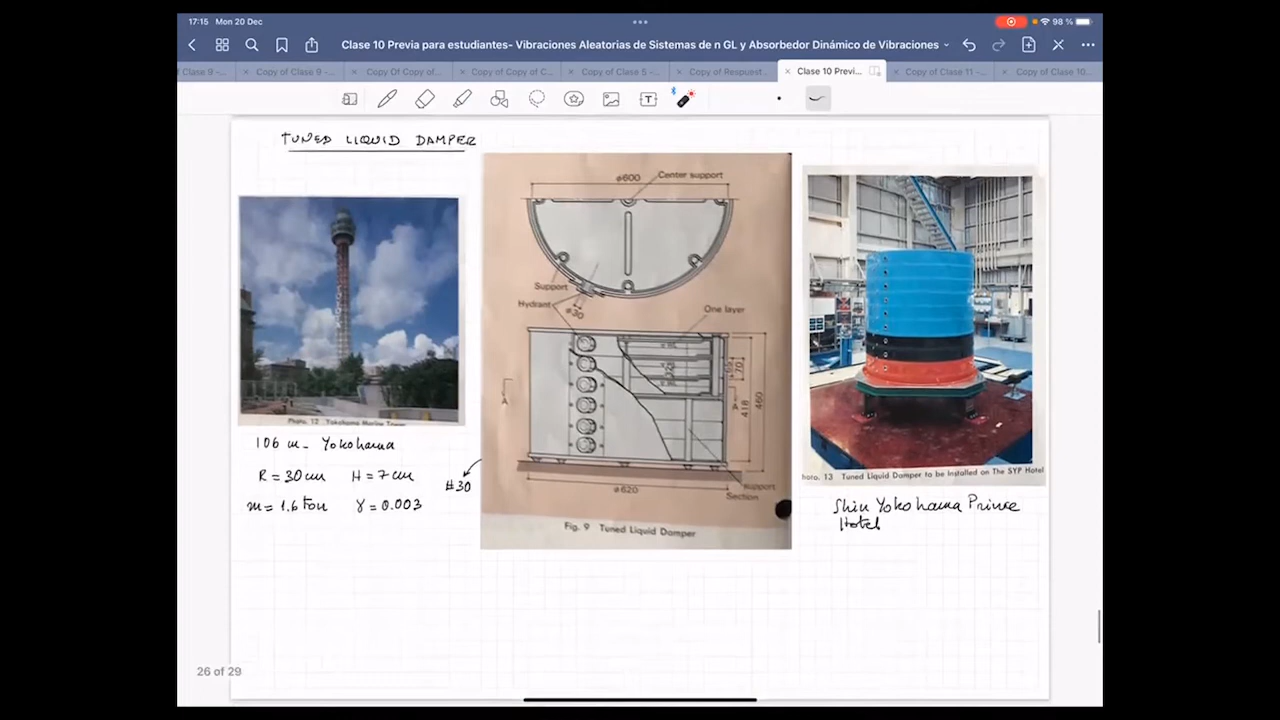 17:15 Mon 20 Dec
98 %
Clase 10 Previa para estudiantes- Vibraciones Aleatorias de Sistemas de n GL y Absorbedor Dinámico de Vibraciones
f Clase 9 -...
Copy of Clase 9 -...
Copy Of Copy of...
Copy of Copy of C...
Copy of Clase 5 -...
Copy of Respuest...
Clase 10 Previ...
Copy of Clase 11 -...
Copy of Clase 10...
TUNED LIQUID DAMPER
Photo. 12 Yokohama Marine Tower
106 m - Yokohama
R = 30 cm H = 7 cm
m = 1.6 ton γ = 0.003
#30
ø600
Center support
Support
Hydrant
ø30
One layer
A
A
70
418
460
Support
Section
ø620
Fig. 9 Tuned Liquid Damper
hoto. 13 Tuned Liquid Damper to be Installed on The SYP Hotel
Shin Yokohama Prince
Hotel
26 of 29